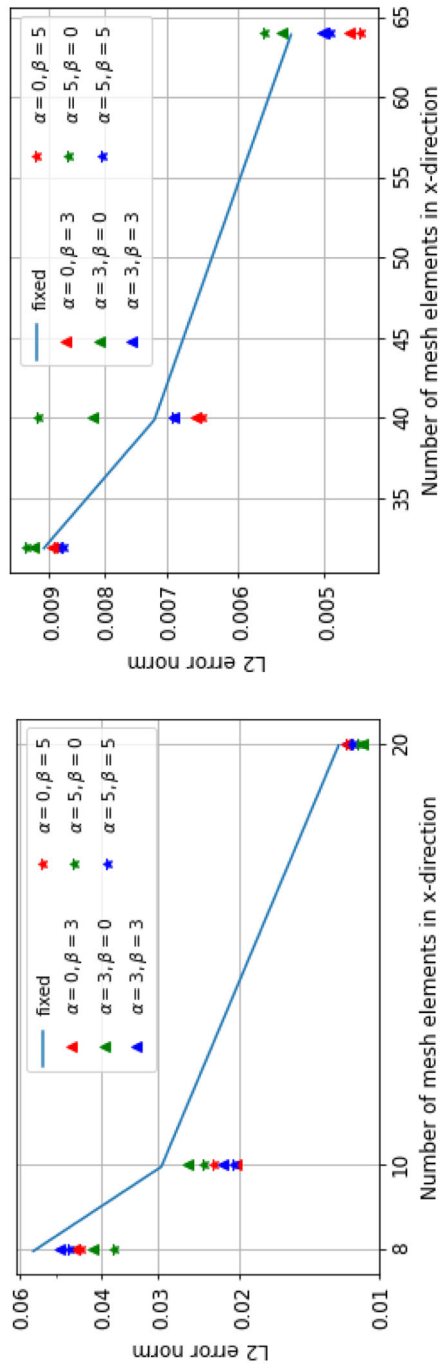 L2 error norm
0.06
0.04
0.03
0.02
0.01
fixed
α = 0, β = 3
α = 3, β = 0
α = 3, β = 3
α = 0, β = 5
α = 5, β = 0
α = 5, β = 5
8 10 20
Number of mesh elements in x-direction
L2 error norm
0.009
0.008
0.007
0.006
0.005
fixed
α = 0, β = 3
α = 3, β = 0
α = 3, β = 3
α = 0, β = 5
α = 5, β = 0
α = 5, β = 5
35 40 45 50 55 60 65
Number of mesh elements in x-direction